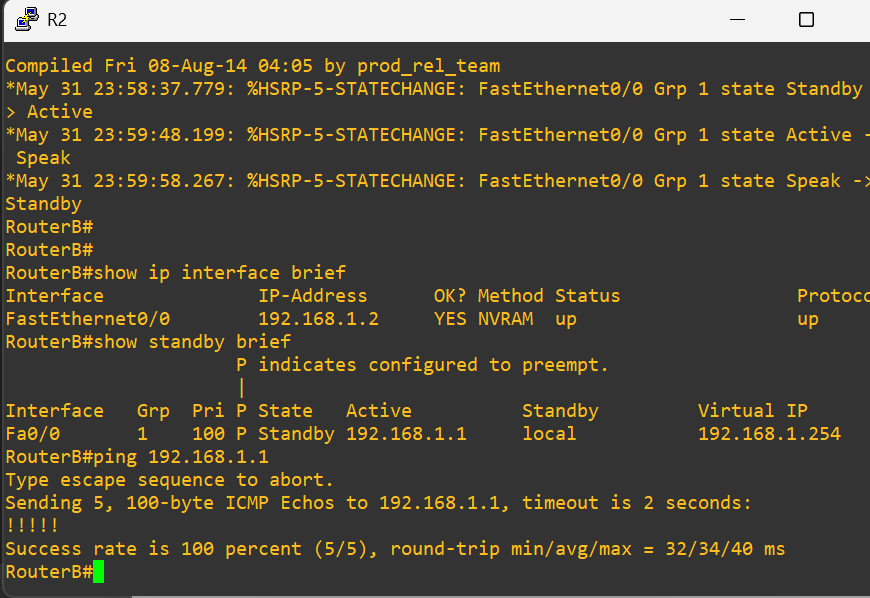 R2
Compiled Fri 08-Aug-14 04:05 by prod_rel_team
*May 31 23:58:37.779: %HSRP-5-STATECHANGE: FastEthernet0/0 Grp 1 state Standby
> Active
*May 31 23:59:48.199: %HSRP-5-STATECHANGE: FastEthernet0/0 Grp 1 state Active -
Speak
*May 31 23:59:58.267: %HSRP-5-STATECHANGE: FastEthernet0/0 Grp 1 state Speak ->
Standby
RouterB#
RouterB#
RouterB#show ip interface brief
Interface              IP-Address      OK? Method Status                Protoco
FastEthernet0/0        192.168.1.2     YES NVRAM  up                    up
RouterB#show standby brief
                     P indicates configured to preempt.
                     |
Interface   Grp  Pri P State   Active          Standby         Virtual IP
Fa0/0       1    100 P Standby 192.168.1.1     local           192.168.1.254
RouterB#ping 192.168.1.1
Type escape sequence to abort.
Sending 5, 100-byte ICMP Echos to 192.168.1.1, timeout is 2 seconds:
!!!!!
Success rate is 100 percent (5/5), round-trip min/avg/max = 32/34/40 ms
RouterB#